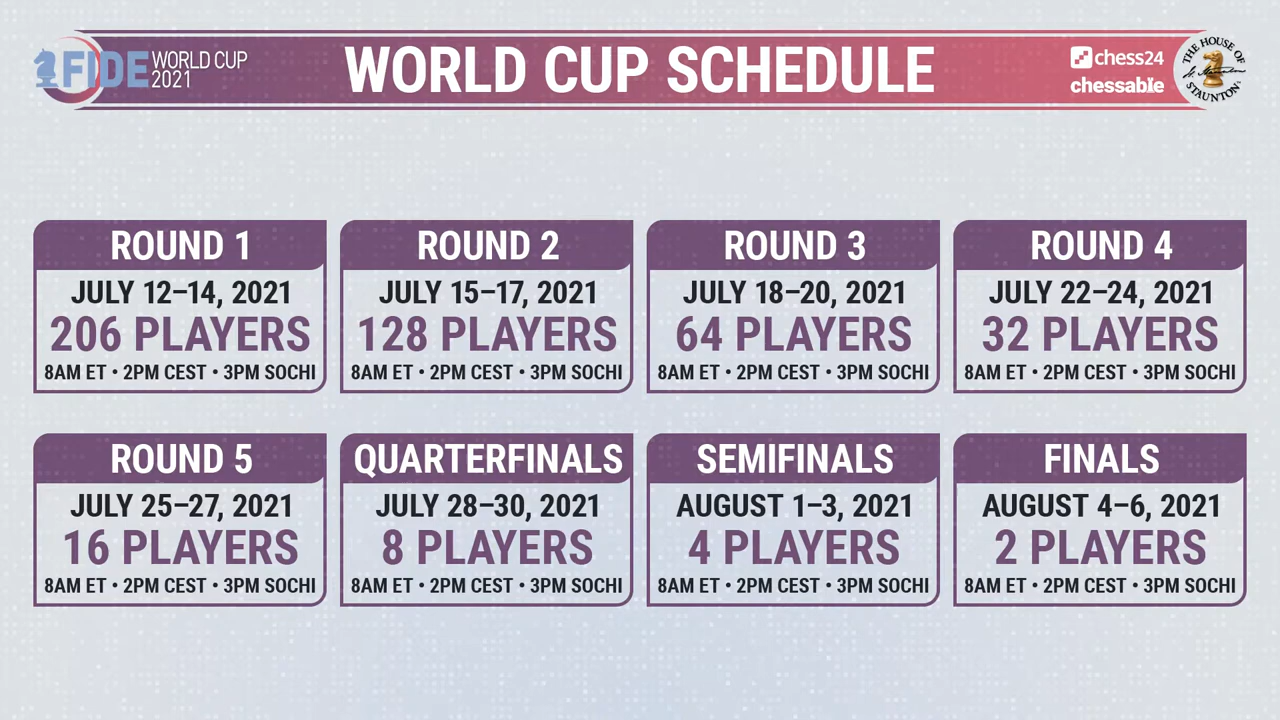 FIDE WORLD CUP 2021
WORLD CUP SCHEDULE
chess24
chessable
THE HOUSE OF
STAUNTON
ROUND 1
JULY 12–14, 2021
206 PLAYERS
8AM ET • 2PM CEST • 3PM SOCHI
ROUND 2
JULY 15–17, 2021
128 PLAYERS
8AM ET • 2PM CEST • 3PM SOCHI
ROUND 3
JULY 18–20, 2021
64 PLAYERS
8AM ET • 2PM CEST • 3PM SOCHI
ROUND 4
JULY 22–24, 2021
32 PLAYERS
8AM ET • 2PM CEST • 3PM SOCHI
ROUND 5
JULY 25–27, 2021
16 PLAYERS
8AM ET • 2PM CEST • 3PM SOCHI
QUARTERFINALS
JULY 28–30, 2021
8 PLAYERS
8AM ET • 2PM CEST • 3PM SOCHI
SEMIFINALS
AUGUST 1–3, 2021
4 PLAYERS
8AM ET • 2PM CEST • 3PM SOCHI
FINALS
AUGUST 4–6, 2021
2 PLAYERS
8AM ET • 2PM CEST • 3PM SOCHI